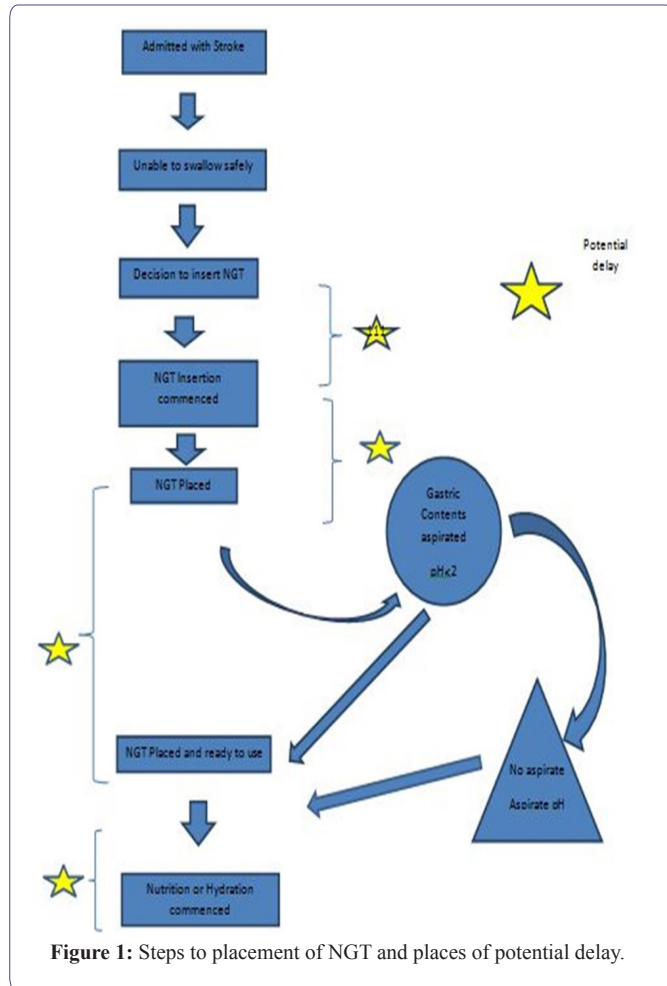 Admitted with Stroke
Unable to swallow safely
Decision to insert NGT
Potential
delay
NGT Insertion
commenced
NGT Placed
Gastric
Contents
aspirated
pH<2
NGT Placed and ready to use
No aspirate
Aspirate pH
Nutrition or Hydration
commenced
Figure 1: Steps to placement of NGT and places of potential delay.